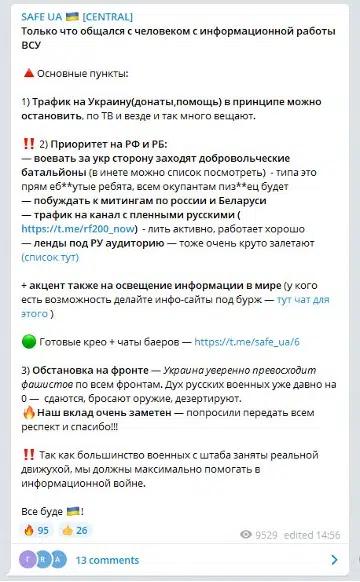 SAFE UA 🇺🇦 [CENTRAL]
Только что общался с человеком с информационной работы
ВСУ
🔺 Основные пункты:
1) Трафик на Украину(донаты,помощь) в принципе можно
остановить, по ТВ и везде и так много вещают.
‼️ 2) Приоритет на РФ и РБ:
— воевать за укр сторону заходят добровольческие
батальйоны (в инете можно список посмотреть) - типа это
прям еб**утые ребята, всем окупантам пиз**ец будет
— побуждать к митингам по россии и Беларуси
— трафик на канал с пленными русскими (
https://t.me/rf200_now) - лить активно, работает хорошо
— ленды под РУ аудиторию — тоже очень круто залетают
(список тут)
+ акцент также на освещение информации в мире (у кого
есть возможность делайте инфо-сайты под бурж — тут чат для
этого )
🟢 Готовые крео + чаты баеров — https://t.me/safe_ua/6
3) Обстановка на фронте — Украина уверенно превосходит
фашистов по всем фронтам. Дух русских военных уже давно на
0 — сдаются, бросают оружие, дезертируют.
🔥Наш вклад очень заметен — попросили передать всем
респект и спасибо!!!
‼️ Так как большинство военных с штаба заняты реальной
движухой, мы должны максимально помогать в
информационной войне.
Все буде 🇺🇦!
🔥 95 👍 26
9529 edited 14:56
Г R A 13 comments